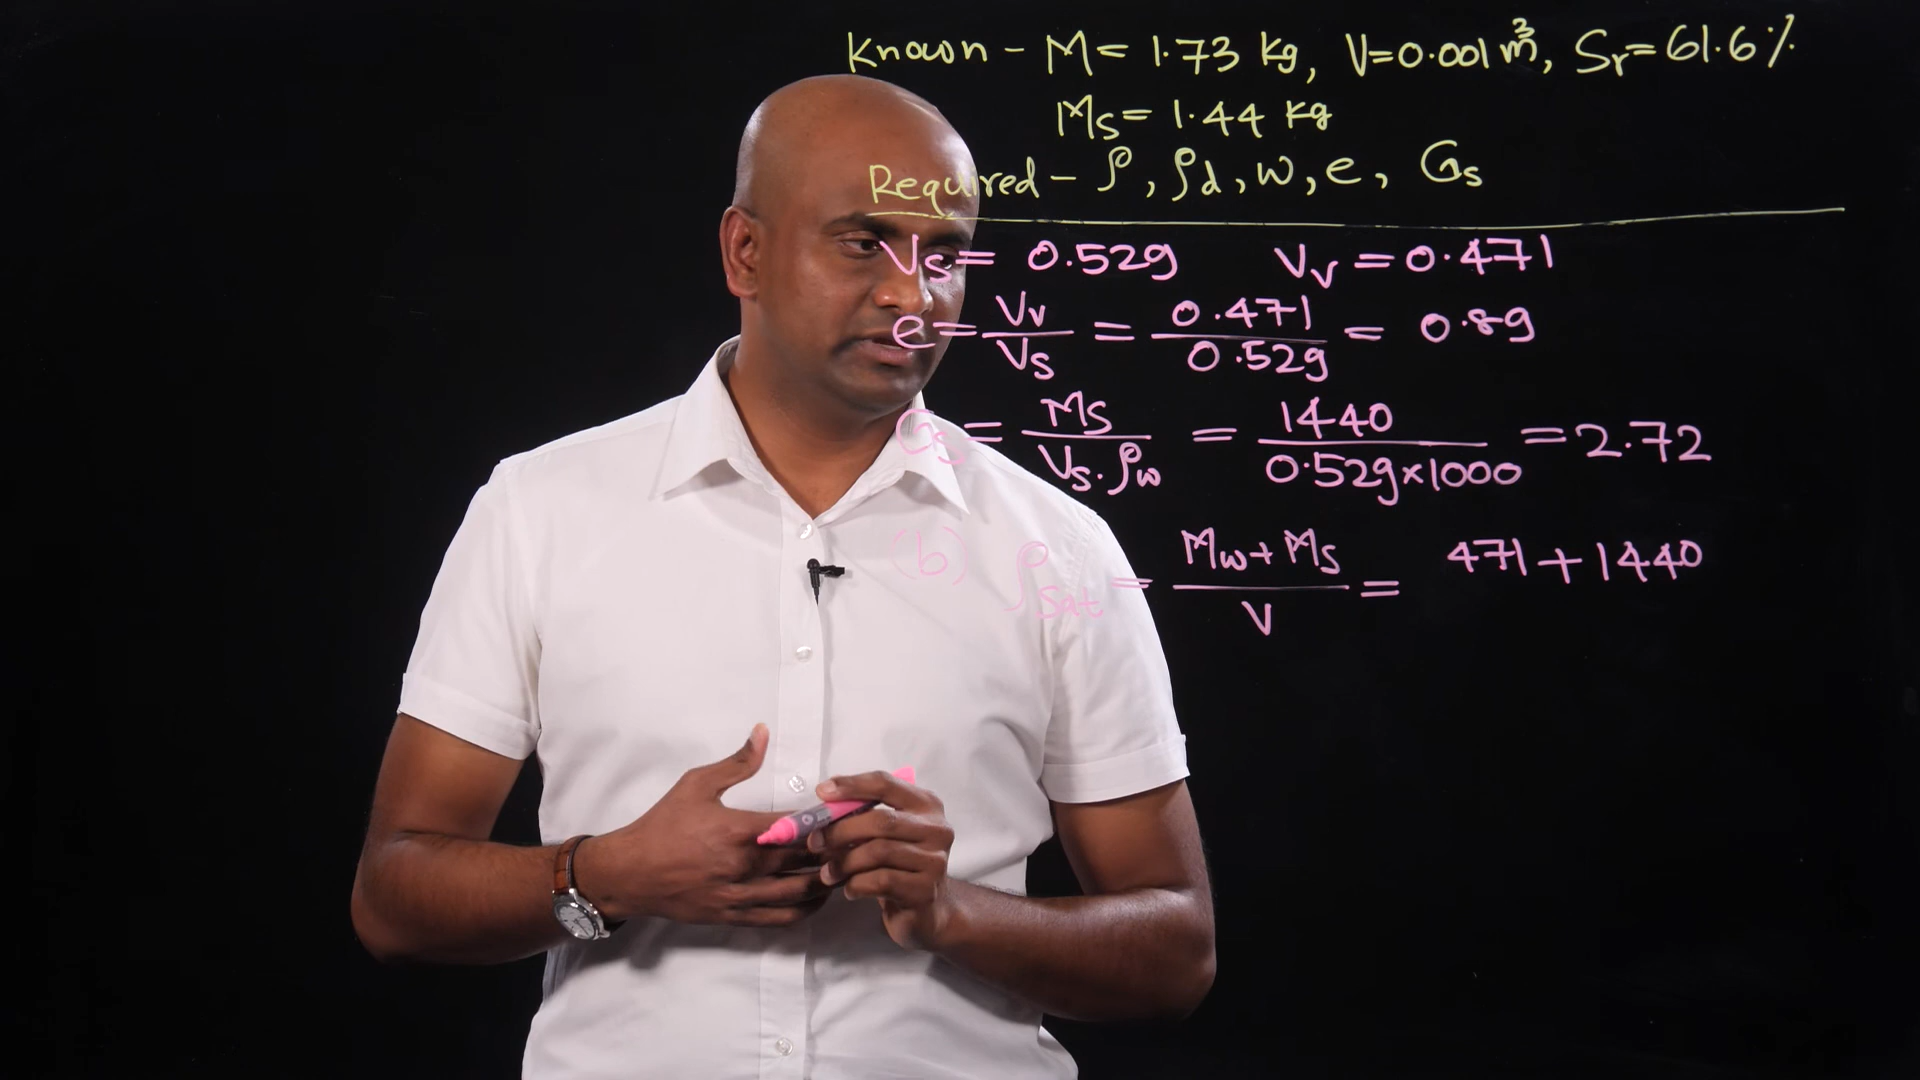 Known - M = 1.73 kg, V=0.001 m³, Sr=61.6%
Ms = 1.44 kg
Required - ρ, ρd, w, e, Gs
Vs = 0.529 Vv = 0.471
e = Vv/Vs = 0.471/0.529 = 0.89
Gs = Ms/Vs.ρw = 1440/0.529×1000 = 2.72
(b) ρsat = Mw+Ms/V = 471+1440